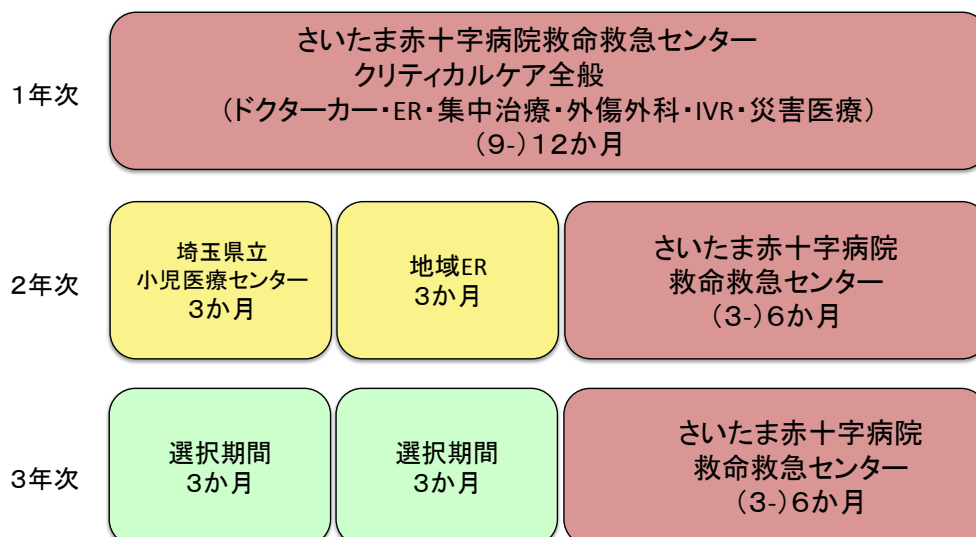 1年次
さいたま赤十字病院救命救急センター
クリティカルケア全般
（ドクターカー・ER・集中治療・外傷外科・IVR・災害医療）
（9-）１２か月
2年次
埼玉県立
小児医療センター
３か月
地域ER
３か月
さいたま赤十字病院
救命救急センター
（3-）６か月
3年次
選択期間
３か月
選択期間
３か月
さいたま赤十字病院
救命救急センター
（3-）６か月